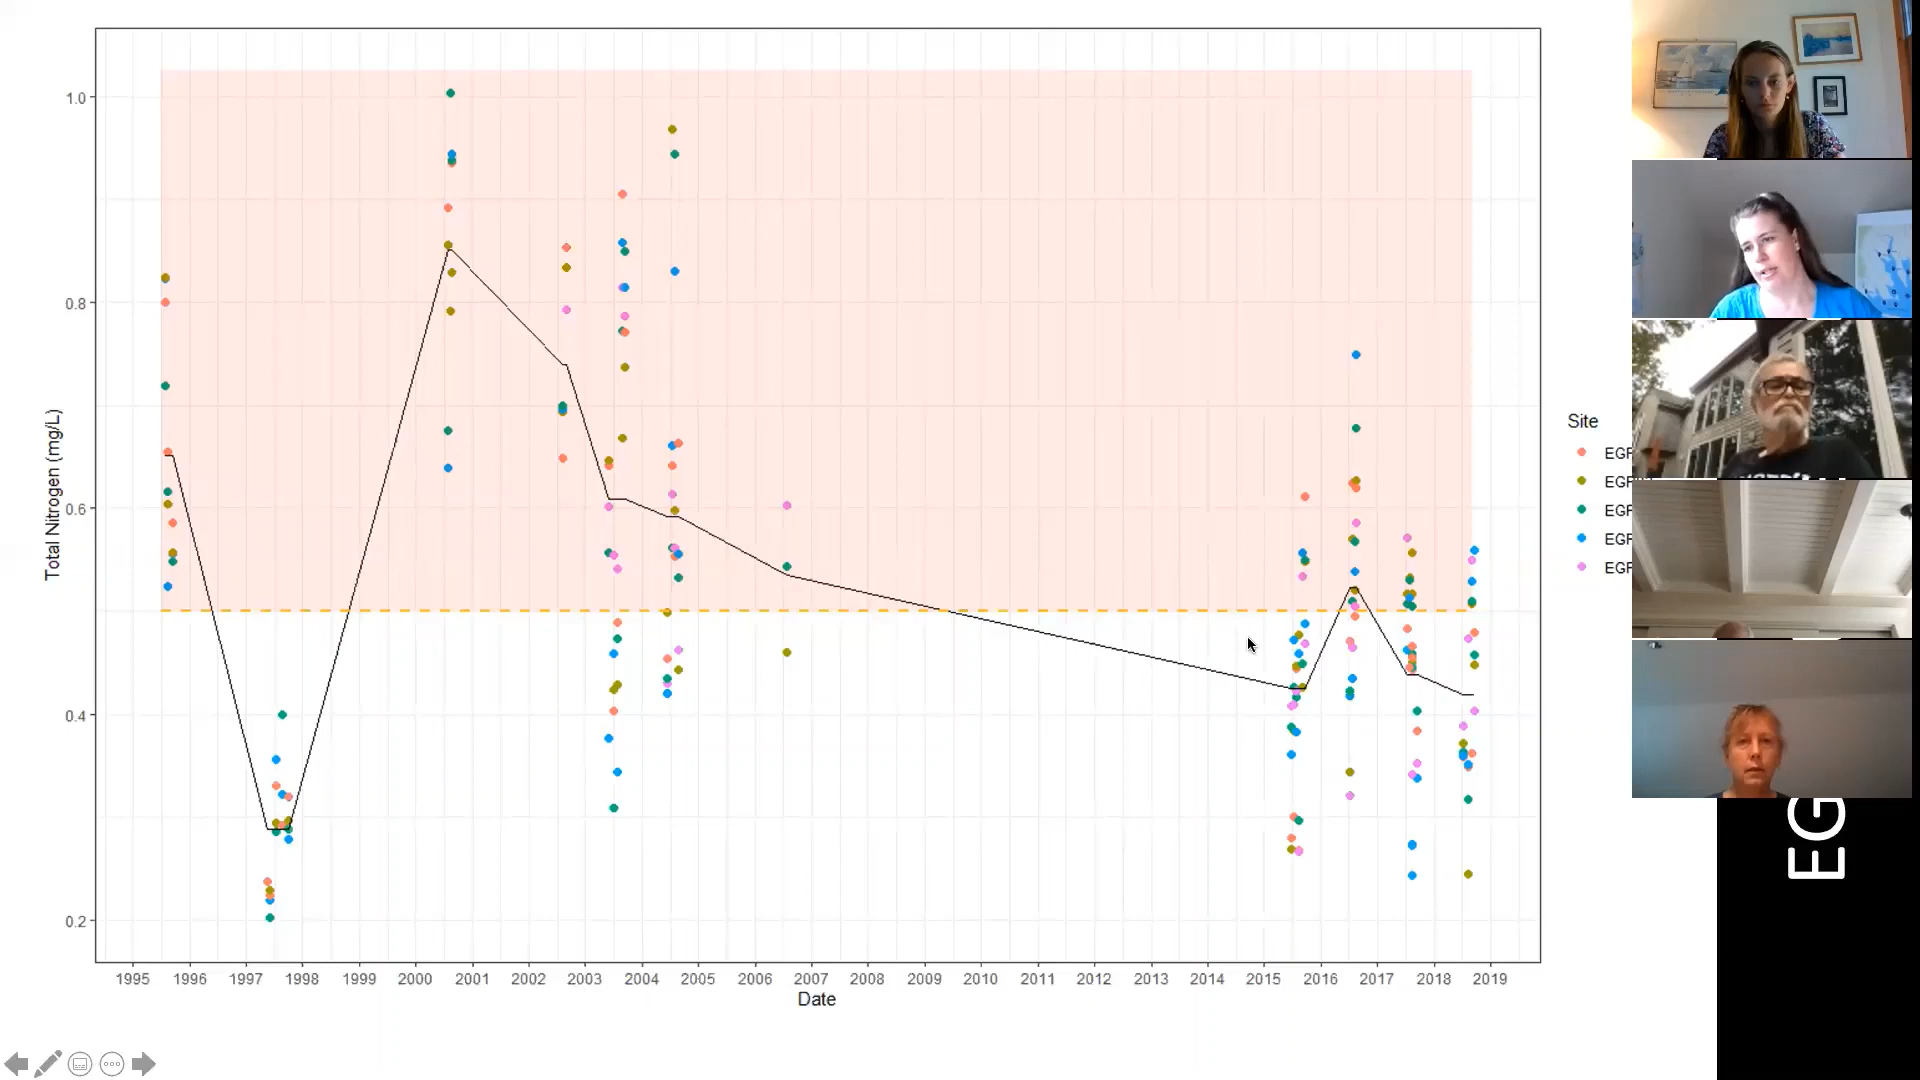 1.0
0.8
0.6
0.4
0.2
Total Nitrogen (mg/L)
1995 1996 1997 1998 1999 2000 2001 2002 2003 2004 2005 2006 2007 2008 2009 2010 2011 2012 2013 2014 2015 2016 2017 2018 2019
Date
Site
EGF
EGF
EGF
EGF
EGF
EG